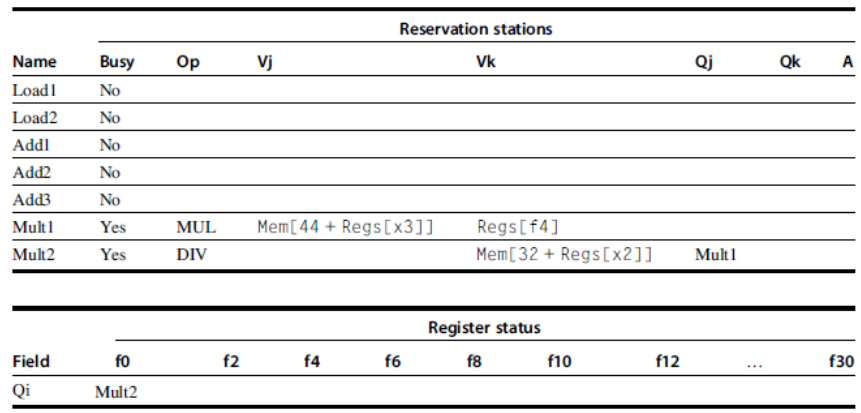 Reservation stations
Name Busy Op Vj Vk Qj Qk A
Load1 No
Load2 No
Add1 No
Add2 No
Add3 No
Mult1 Yes MUL Mem[44 + Regs[x3]] Regs[f4]
Mult2 Yes DIV Mem[32 + Regs[x2]] Mult1
Register status
Field f0 f2 f4 f6 f8 f10 f12 … f30
Qi Mult2